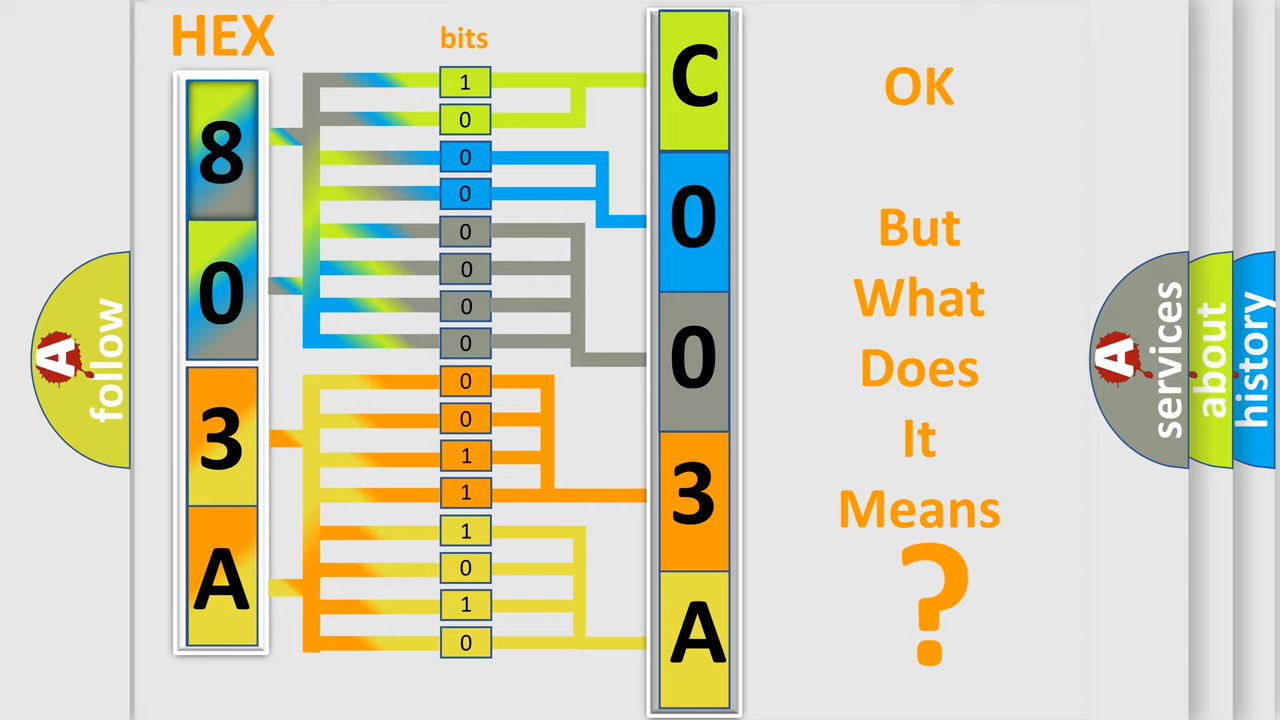 HEX
bits
8
0
3
A
1
0
0
0
0
0
0
0
0
0
1
1
1
0
1
0
C
0
0
3
A
OK
But
What
Does
It
Means
?
A
follow
A
services
about
history